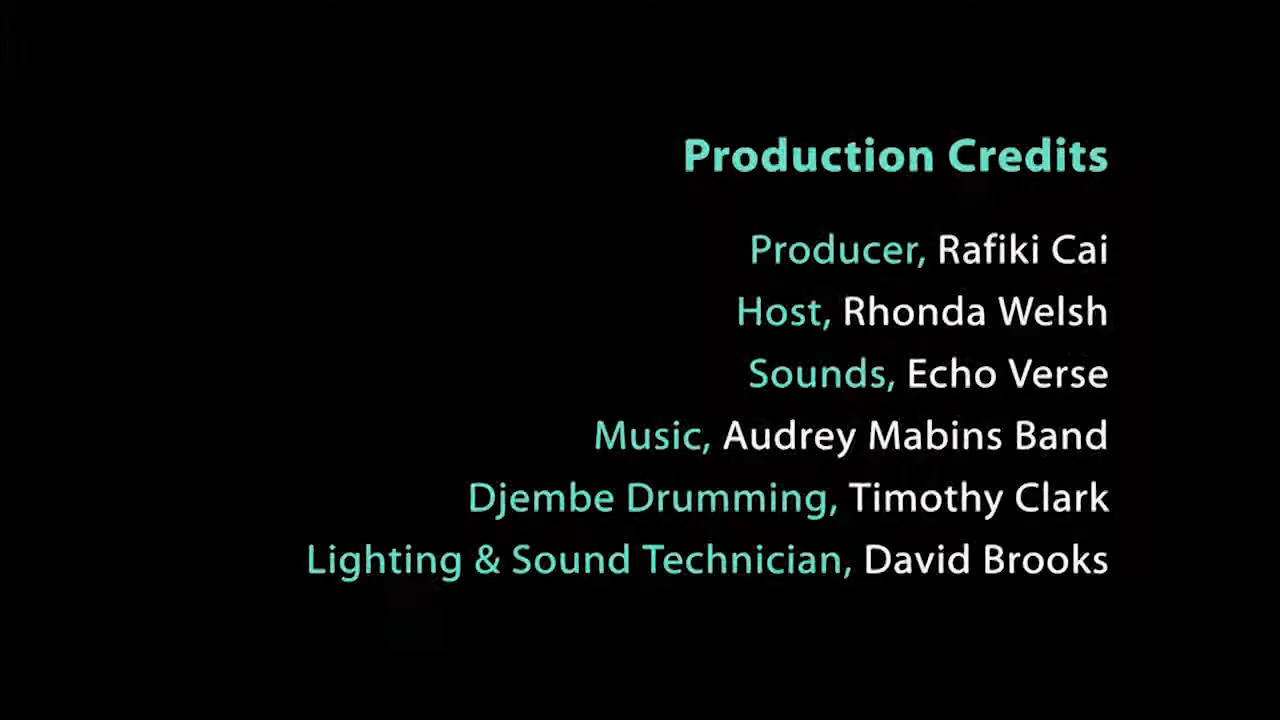 Production Credits
Producer, Rafiki Cai
Host, Rhonda Welsh
Sounds, Echo Verse
Music, Audrey Mabins Band
Djembe Drumming, Timothy Clark
Lighting & Sound Technician, David Brooks